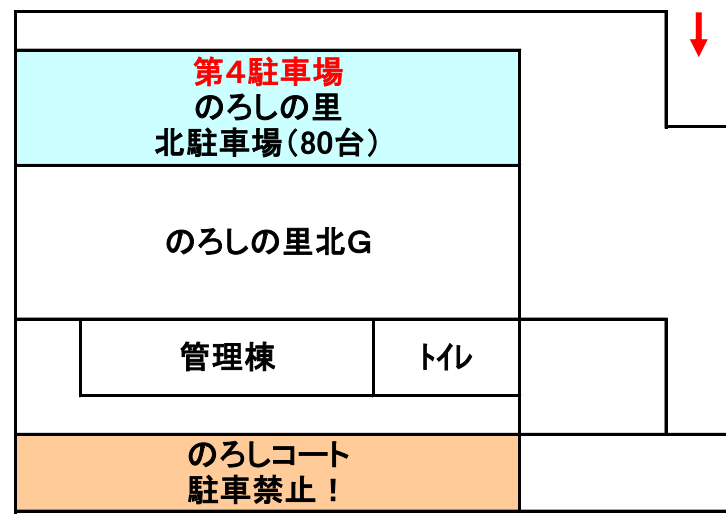 第4駐車場
のろしの里
北駐車場（80台）
のろしの里北G
管理棟
トイレ
のろしコート
駐車禁止！